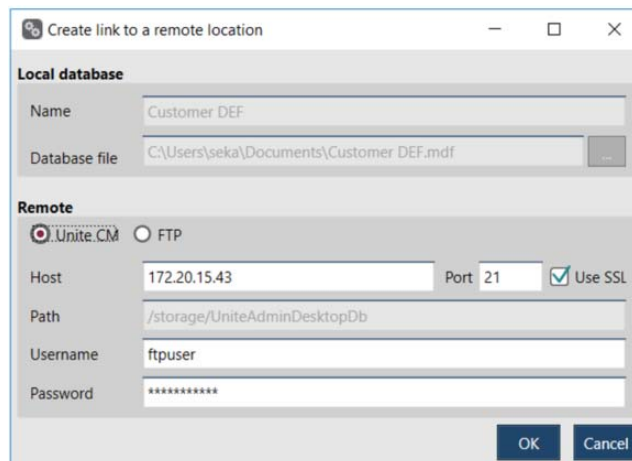 Create link to a remote location
Local database
Name Customer DEF
Database file C:\Users\seka\Documents\Customer DEF.mdf ...
Remote
Unite CM FTP
Host 172.20.15.43 Port 21 Use SSL
Path /storage/UniteAdminDesktopDb
Username ftpuser
Password ***********
OK Cancel